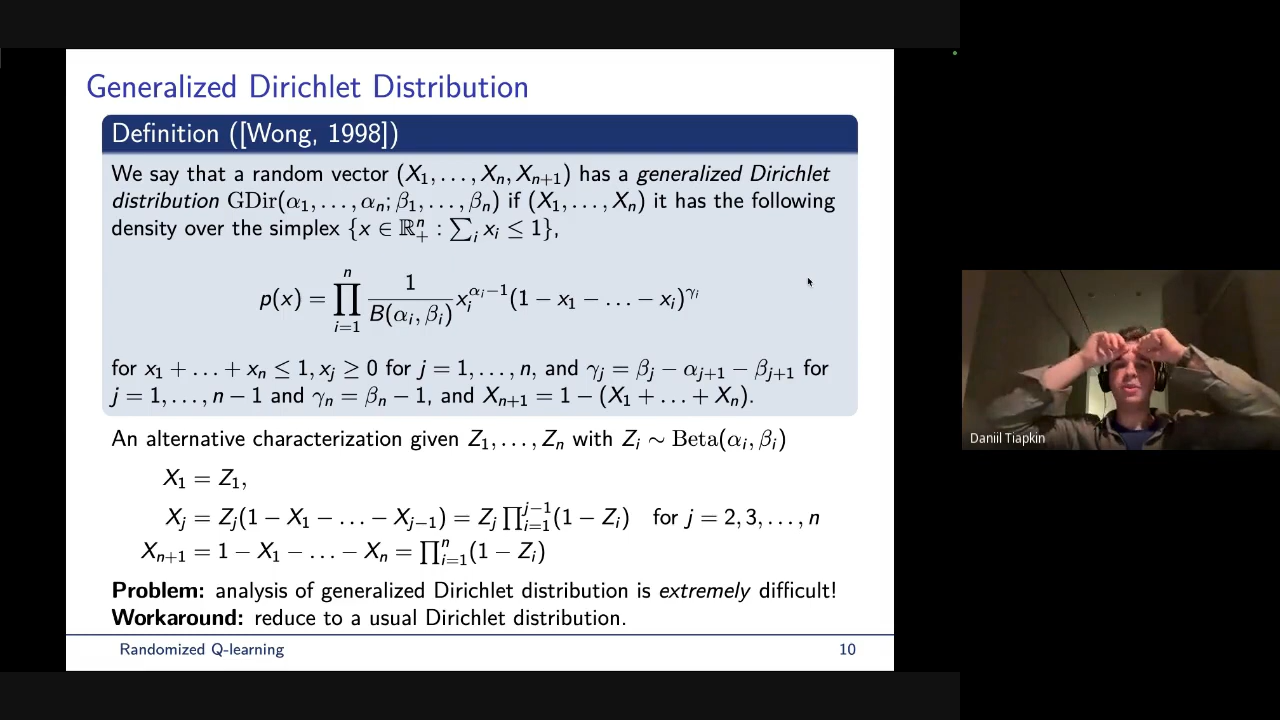 Generalized Dirichlet Distribution
Definition ([Wong, 1998])
We say that a random vector (X₁, . . . , Xₙ, Xₙ₊₁) has a generalized Dirichlet
distribution GDir(α₁, . . . , αₙ; β₁, . . . , βₙ) if (X₁, . . . , Xₙ) it has the following
density over the simplex {x ∈ ℝ₊ⁿ : ∑ᵢ xᵢ ≤ 1},
p(x) = ∏ᵢ₌₁ⁿ 1/B(αᵢ, βᵢ) xᵢ^{αᵢ−1}(1 − x₁ − . . . − xᵢ)^{γᵢ}
for x₁ + . . . + xₙ ≤ 1, xⱼ ≥ 0 for j = 1, . . . , n, and γⱼ = βⱼ − αⱼ₊₁ − βⱼ₊₁ for
j = 1, . . . , n − 1 and γₙ = βₙ − 1, and Xₙ₊₁ = 1 − (X₁ + . . . + Xₙ).
An alternative characterization given Z₁, . . . , Zₙ with Zᵢ ∼ Beta(αᵢ, βᵢ)
X₁ = Z₁,
Xⱼ = Zⱼ(1 − X₁ − . . . − Xⱼ₋₁) = Zⱼ ∏ᵢ₌₁ʲ⁻¹(1 − Zᵢ) for j = 2, 3, . . . , n
Xₙ₊₁ = 1 − X₁ − . . . − Xₙ = ∏ᵢ₌₁ⁿ(1 − Zᵢ)
Problem: analysis of generalized Dirichlet distribution is extremely difficult!
Workaround: reduce to a usual Dirichlet distribution.
Randomized Q-learning 10
Daniil Tiapkin